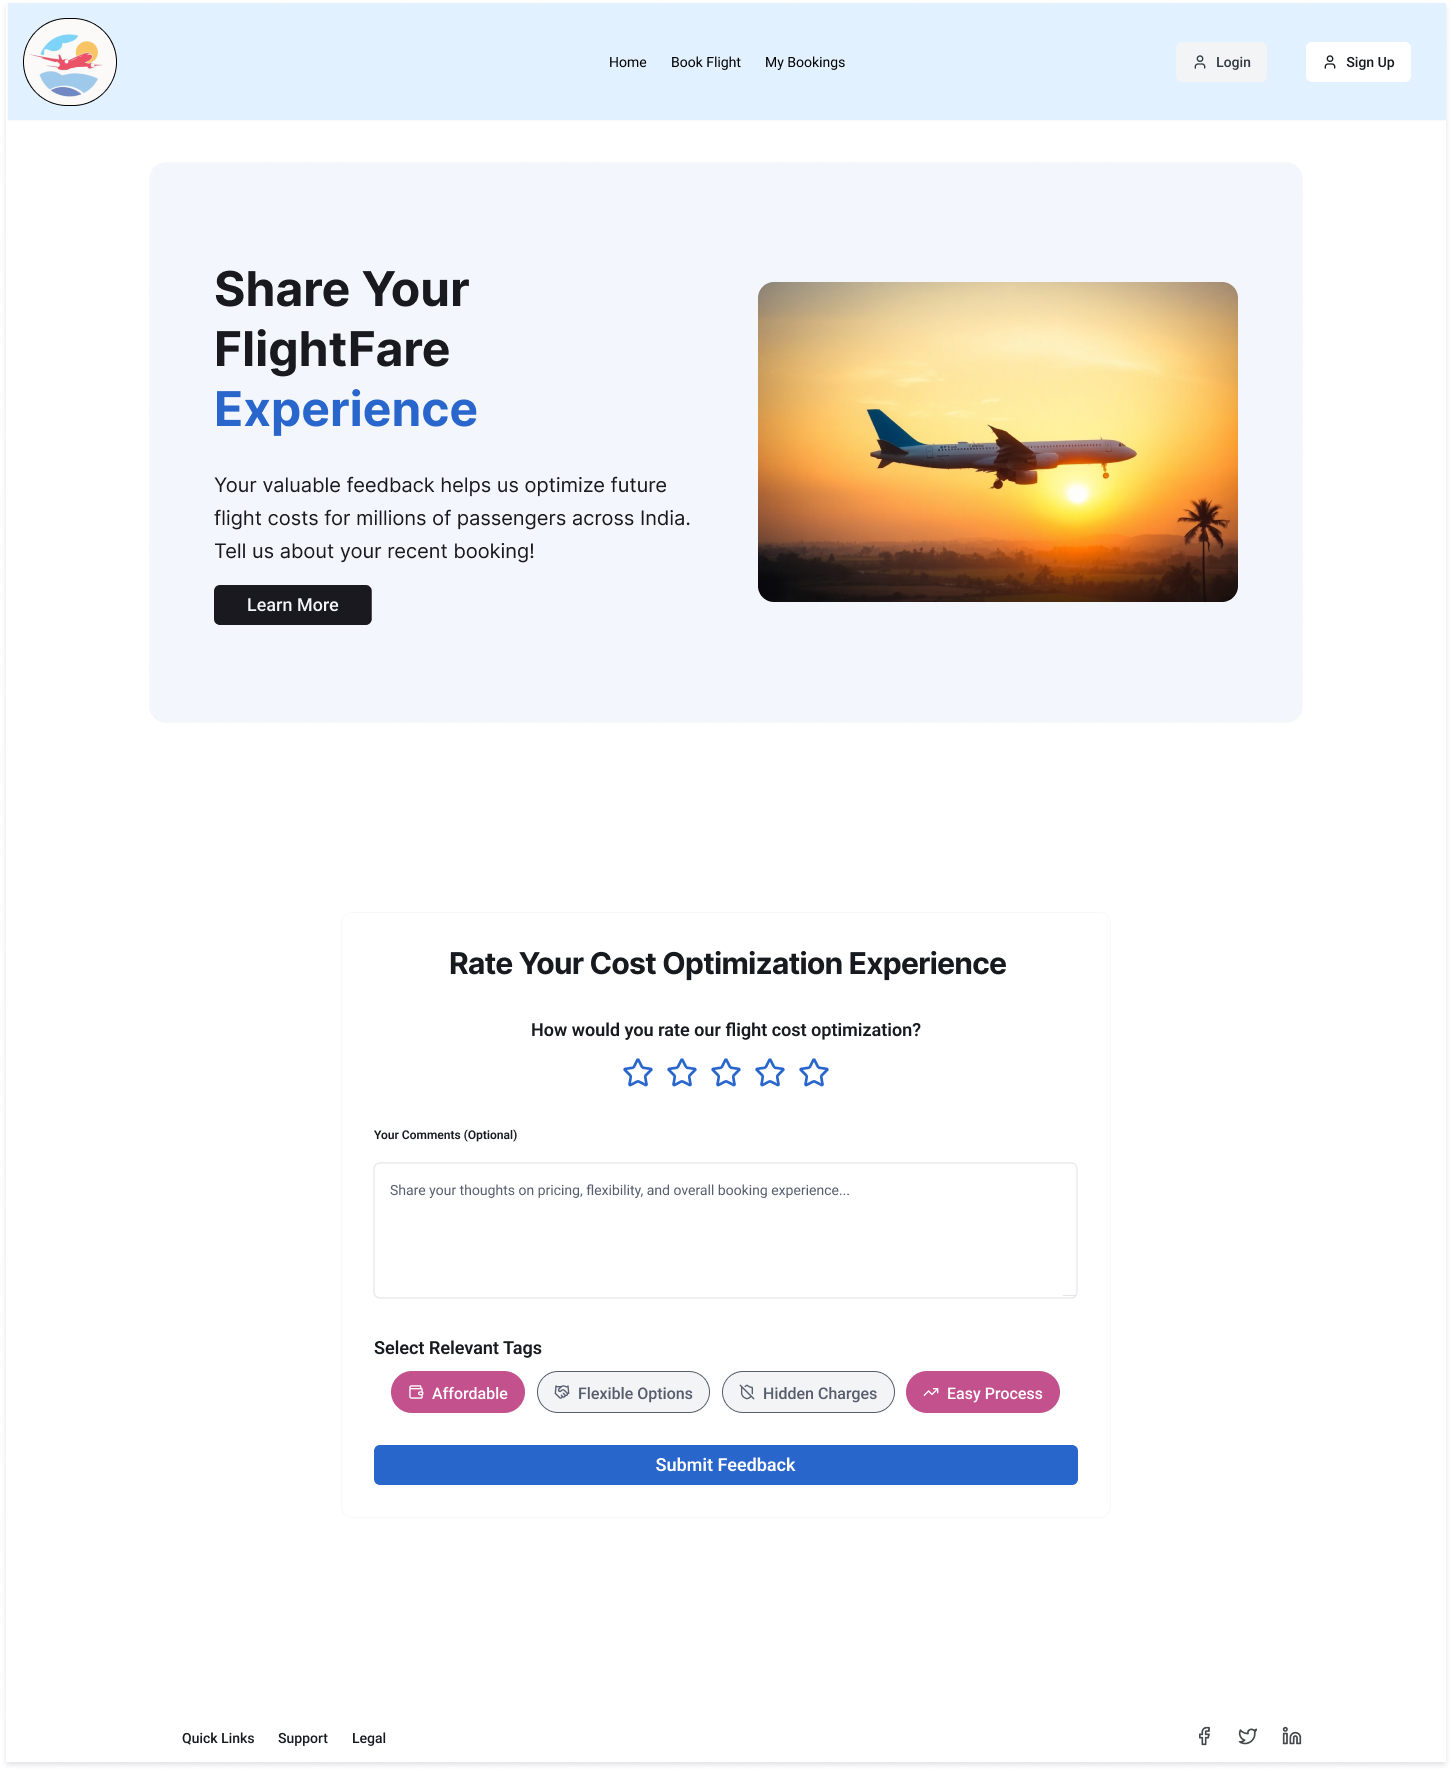 Home Book Flight My Bookings Login Sign Up
Share Your
FlightFare
Experience
Your valuable feedback helps us optimize future
flight costs for millions of passengers across India.
Tell us about your recent booking!
Learn More
Rate Your Cost Optimization Experience
How would you rate our flight cost optimization?
Your Comments (Optional)
Share your thoughts on pricing, flexibility, and overall booking experience...
Select Relevant Tags
Affordable Flexible Options Hidden Charges Easy Process
Submit Feedback
Quick Links Support Legal